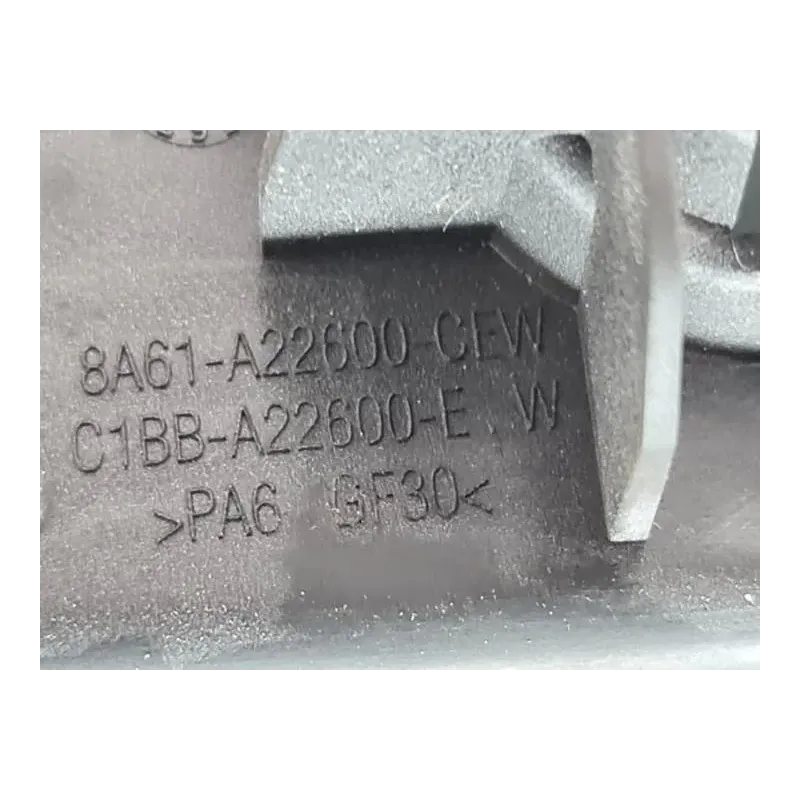 8A61-A22600-CEW
C1BB-A22600-E W
>PA6 GF30<